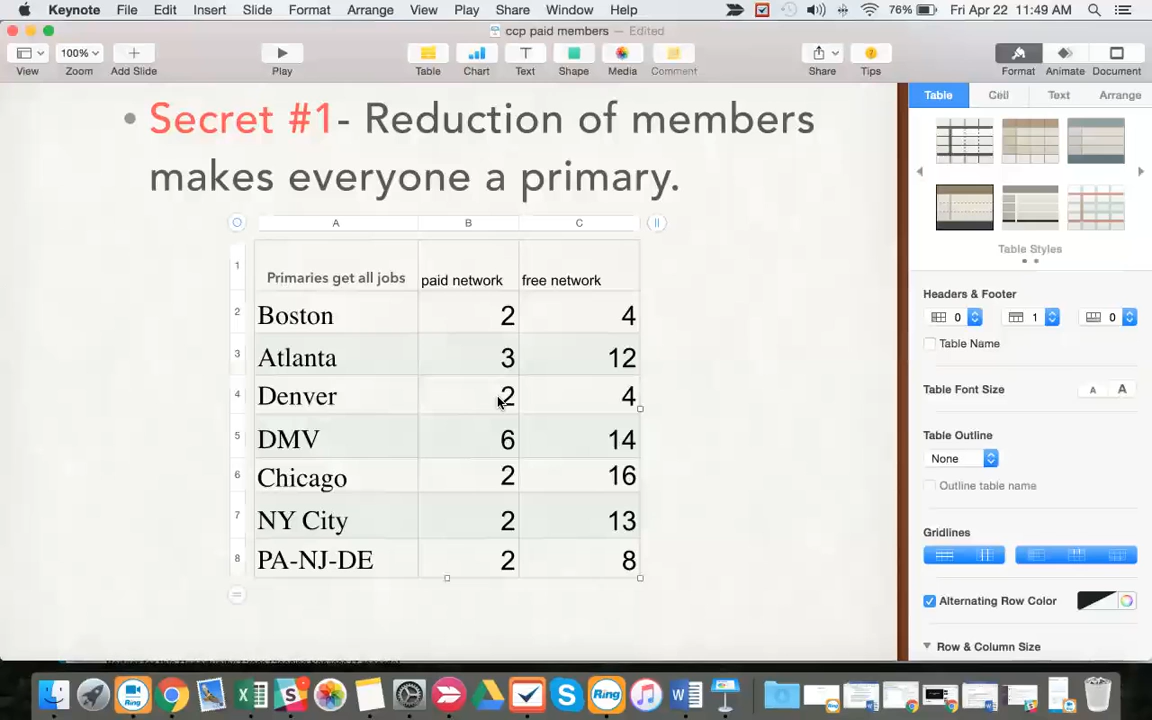 Keynote File Edit Insert Slide Format Arrange View Play Share Window Help 76% Fri Apr 22 11:49 AM
ccp paid members — Edited
100%
View Zoom Add Slide Play Table Chart Text Shape Media Comment Share Tips Format Animate Document
• Secret #1- Reduction of members
makes everyone a primary.
A B C
1 Primaries get all jobs paid network free network
2 Boston 2 4
3 Atlanta 3 12
4 Denver 2 4
5 DMV 6 14
6 Chicago 2 16
7 NY City 2 13
8 PA-NJ-DE 2 8
Table Cell Text Arrange
Table Styles
Headers & Footer
0 1 0
Table Name
Table Font Size
A A
Table Outline
None
Outline table name
Gridlines
Alternating Row Color
Row & Column Size
Ring Ring